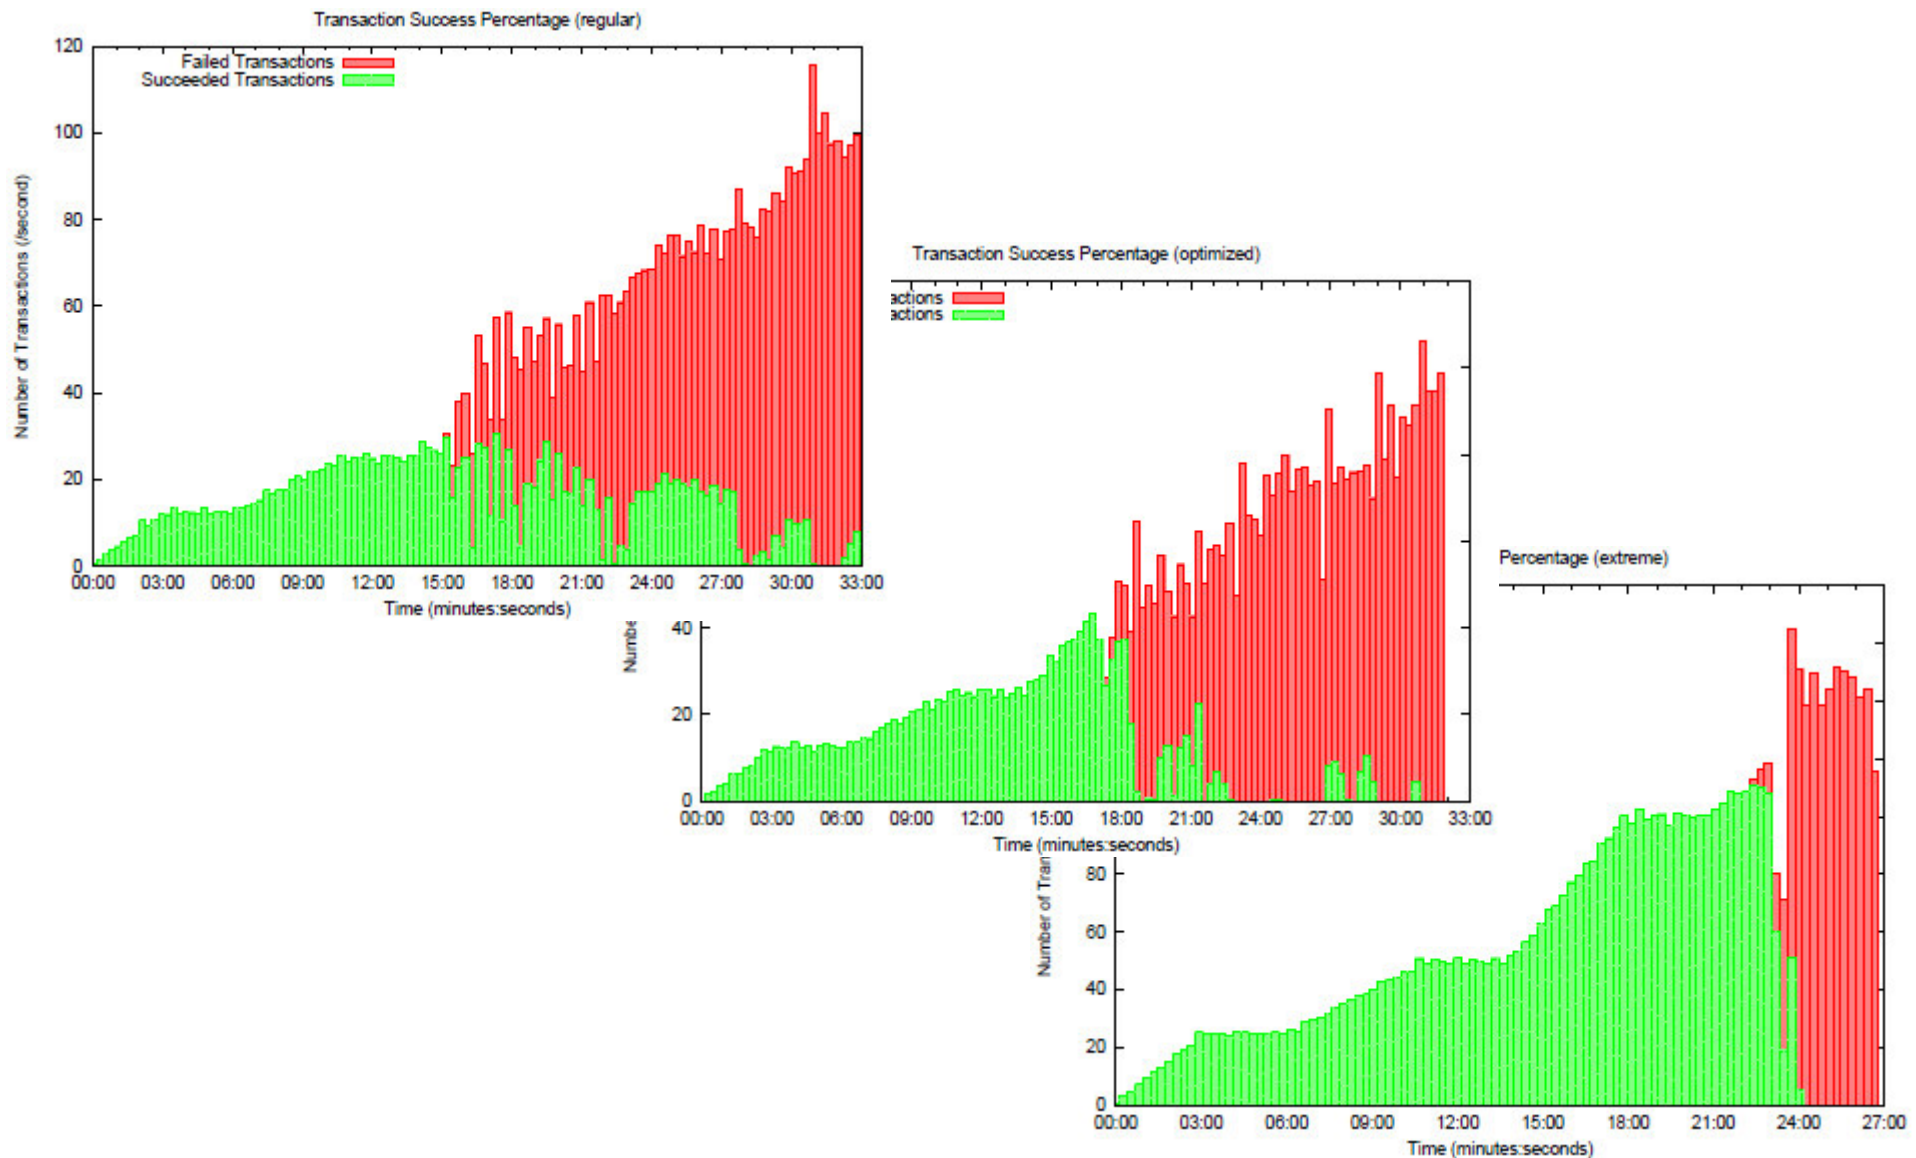 Transaction Success Percentage (regular)
120
Failed Transactions
Succeeded Transactions
100
80
60
40
20
0
Number of Transactions (/second)
00:00 03:00 06:00 09:00 12:00 15:00 18:00 21:00 24:00 27:00 30:00 33:00
Time (minutes:seconds)
Transaction Success Percentage (optimized)
actions
actions
40
20
0
Numbe
00:00 03:00 06:00 09:00 12:00 15:00 18:00 21:00 24:00 27:00 30:00 33:00
Time (minutes:seconds)
Percentage (extreme)
80
60
40
20
0
Number of Tran
00:00 03:00 06:00 09:00 12:00 15:00 18:00 21:00 24:00 27:00
Time (minutes:seconds)